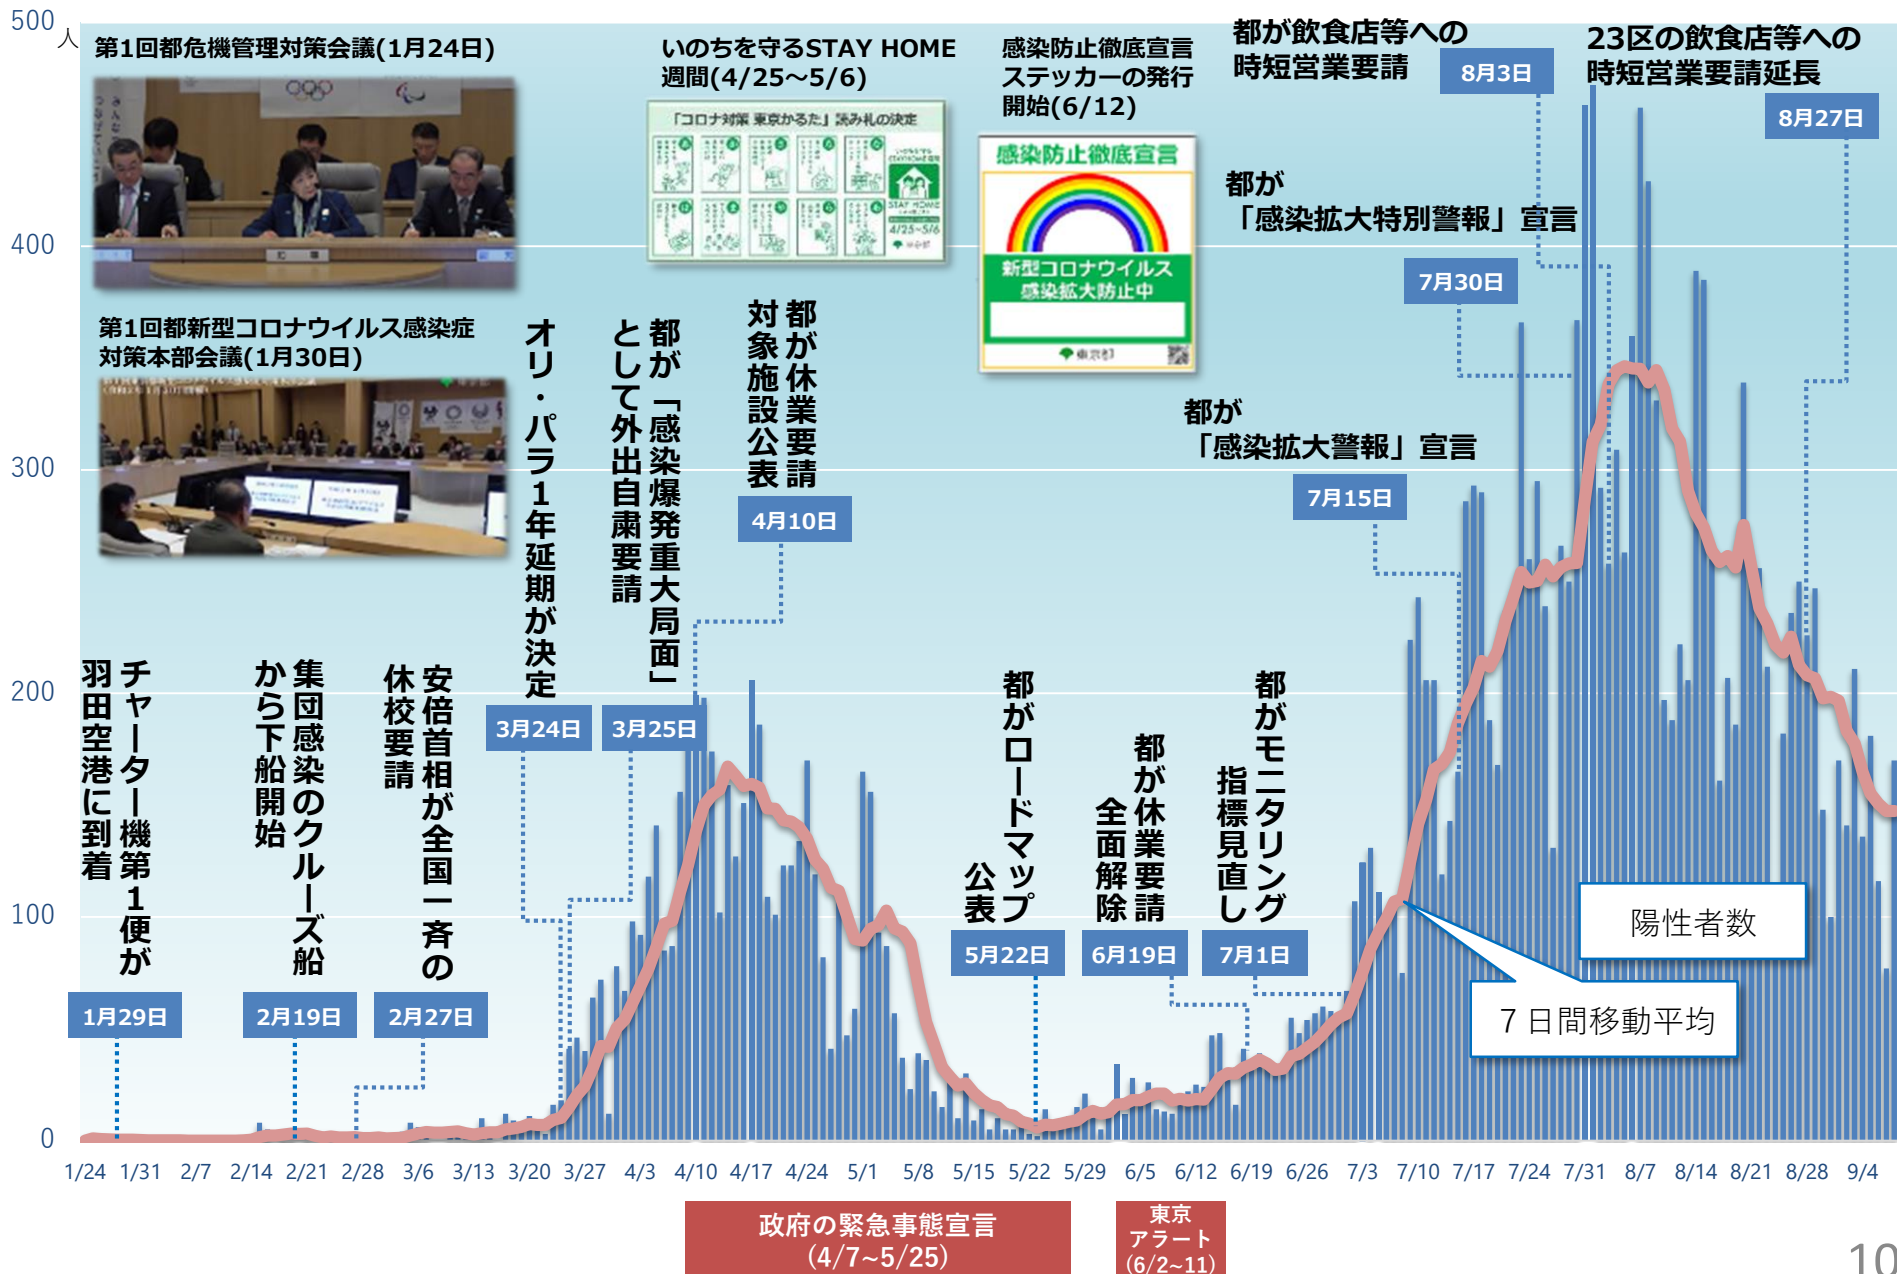 500
人
400
300
200
100
0
第1回都危機管理対策会議(1月24日)
第1回都新型コロナウイルス感染症
対策本部会議(1月30日)
いのちを守るSTAY HOME
週間(4/25～5/6)
「コロナ対策 東京かるた」読み札の決定
STAY HOME
4/25~5/6
感染防止徹底宣言
ステッカーの発行
開始(6/12)
感染防止徹底宣言
新型コロナウイルス
感染拡大防止中
東京都
都が飲食店等への
時短営業要請
8月3日
23区の飲食店等への
時短営業要請延長
8月27日
都が
「感染拡大特別警報」宣言
7月30日
都が
「感染拡大警報」宣言
7月15日
チャーター機第1便が
羽田空港に到着
1月29日
集団感染のクルーズ船
から下船開始
2月19日
安倍首相が全国一斉の
休校要請
2月27日
オリ・パラ1年延期が決定
3月24日
都が「感染爆発重大局面」
として外出自粛要請
3月25日
都が休業要請
対象施設公表
4月10日
都がロードマップ
公表
5月22日
都が休業要請
全面解除
6月19日
都がモニタリング
指標見直し
7月1日
陽性者数
７日間移動平均
1/24 1/31 2/7 2/14 2/21 2/28 3/6 3/13 3/20 3/27 4/3 4/10 4/17 4/24 5/1 5/8 5/15 5/22 5/29 6/5 6/12 6/19 6/26 7/3 7/10 7/17 7/24 7/31 8/7 8/14 8/21 8/28 9/4
政府の緊急事態宣言
(4/7~5/25)
東京
アラート
(6/2~11)
10